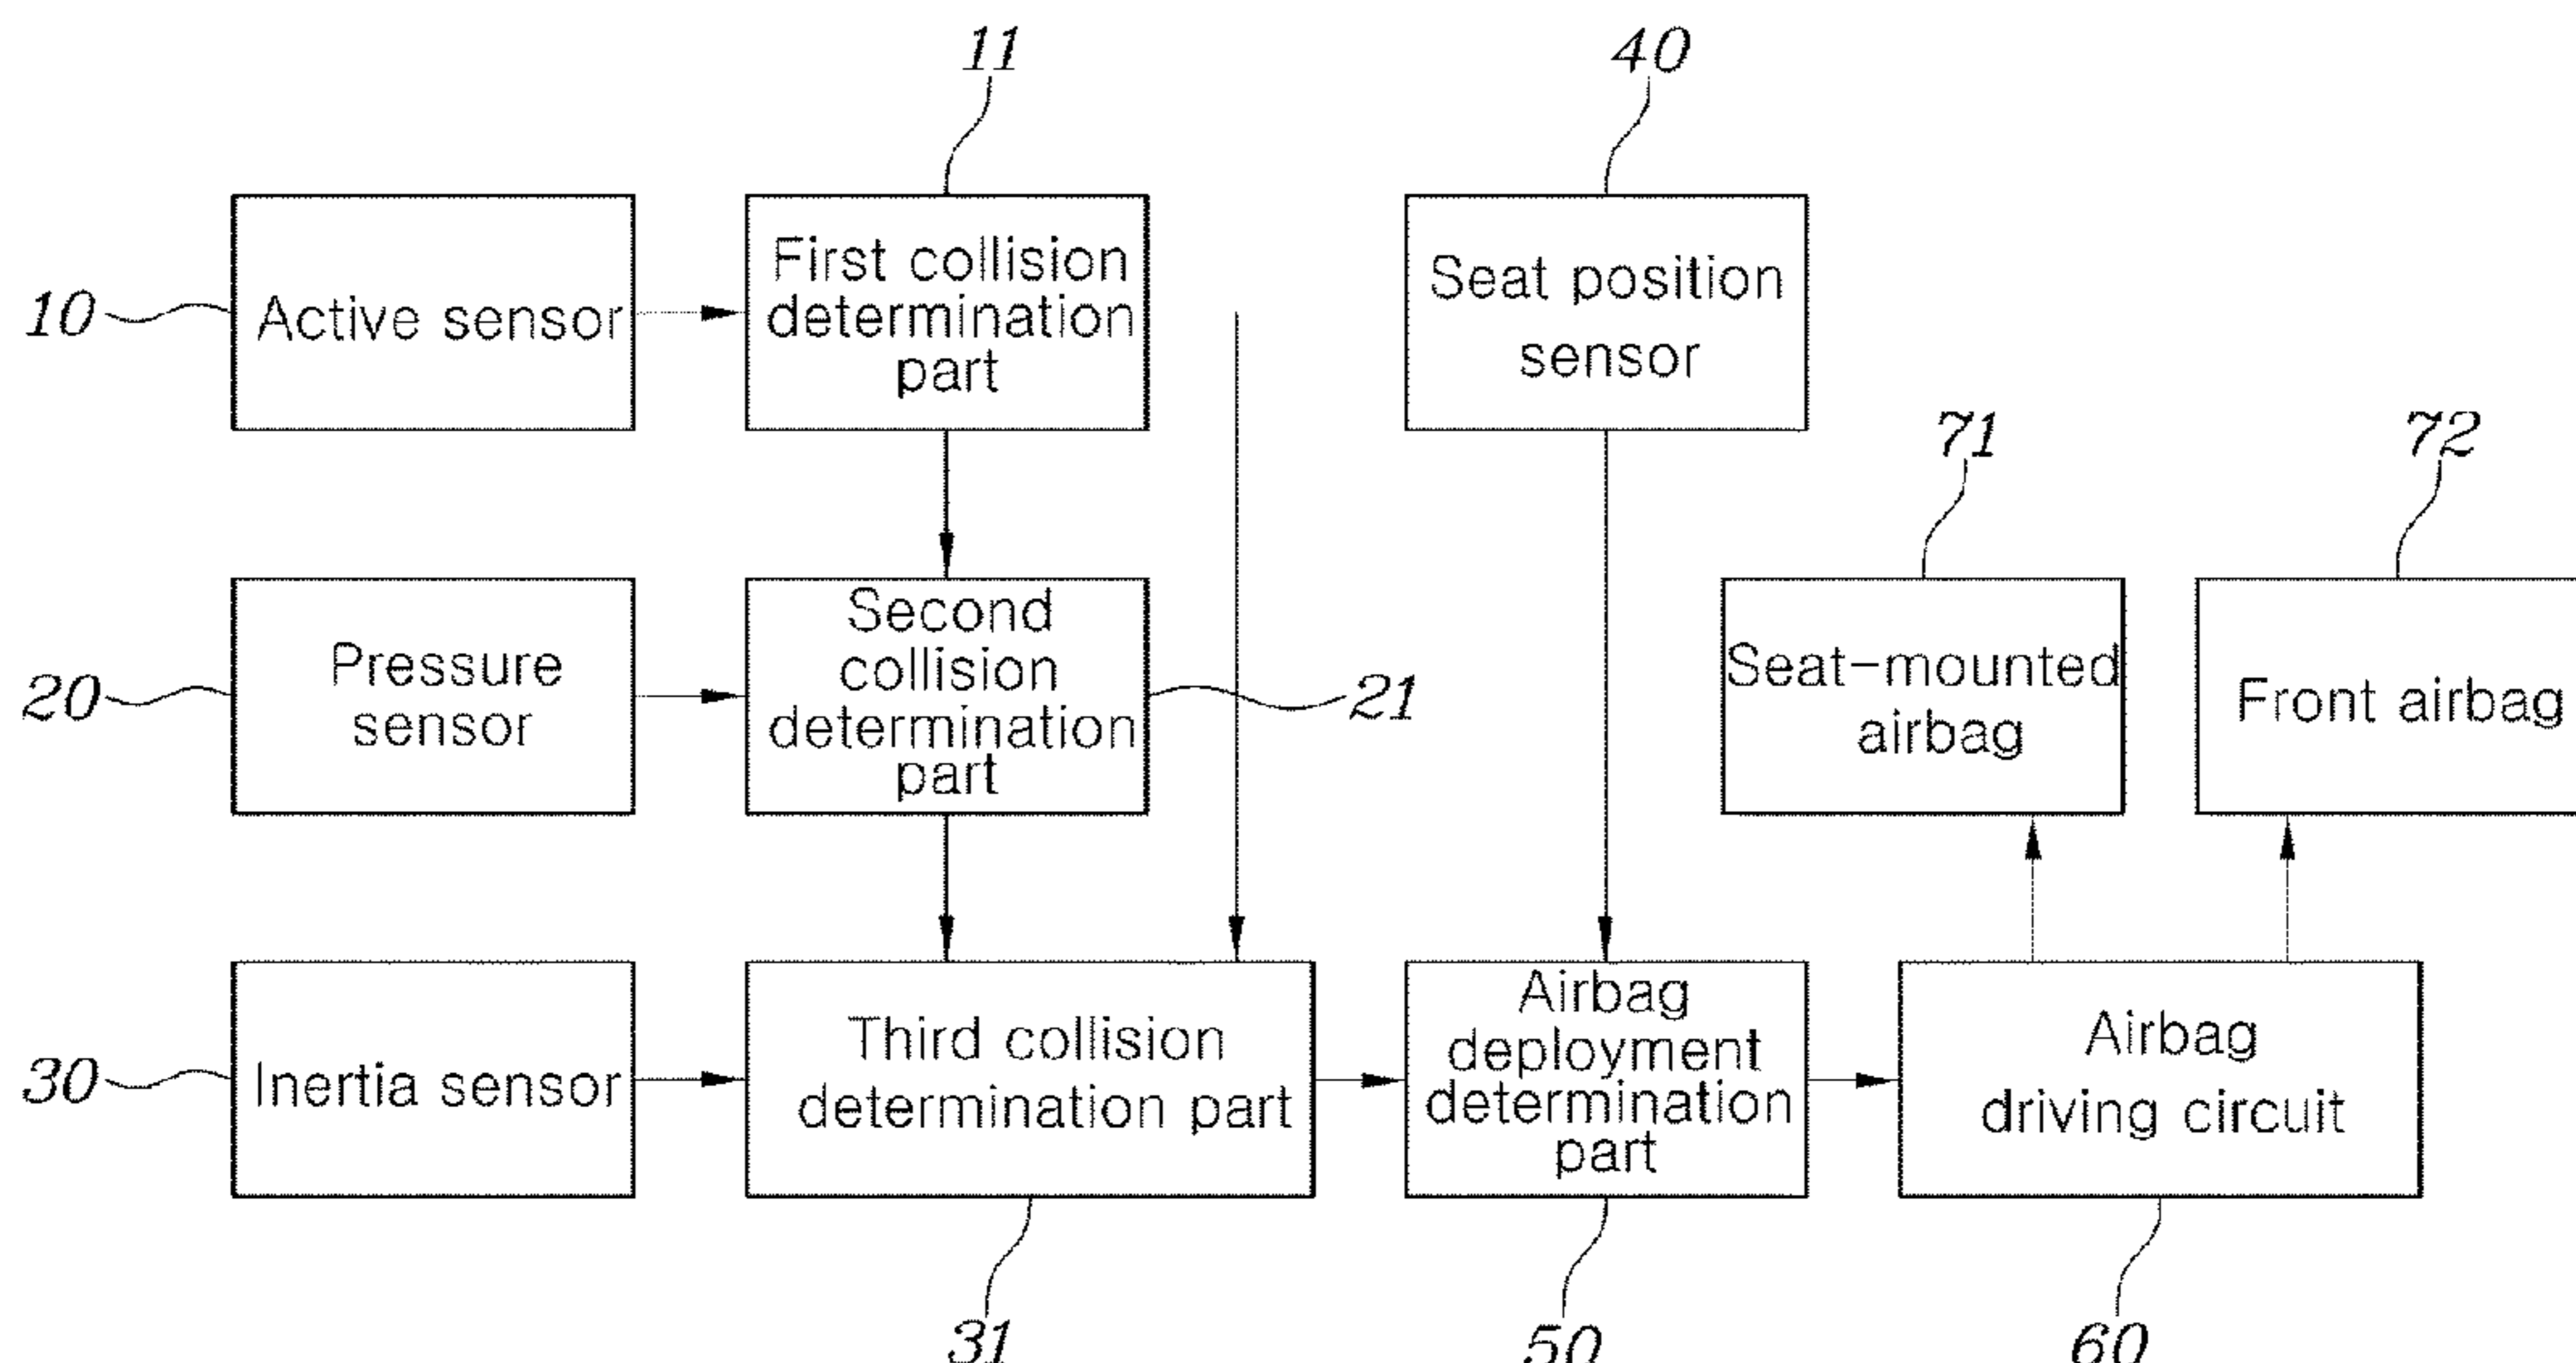 11
40
10
Active sensor
First collision
determination
part
Seat position
sensor
71
72
20
Pressure
sensor
Second
collision
determination
part
21
Seat-mounted
airbag
Front airbag
30
Inertia sensor
Third collision
determination part
Airbag
deployment
determination
part
Airbag
driving circuit
31
50
60